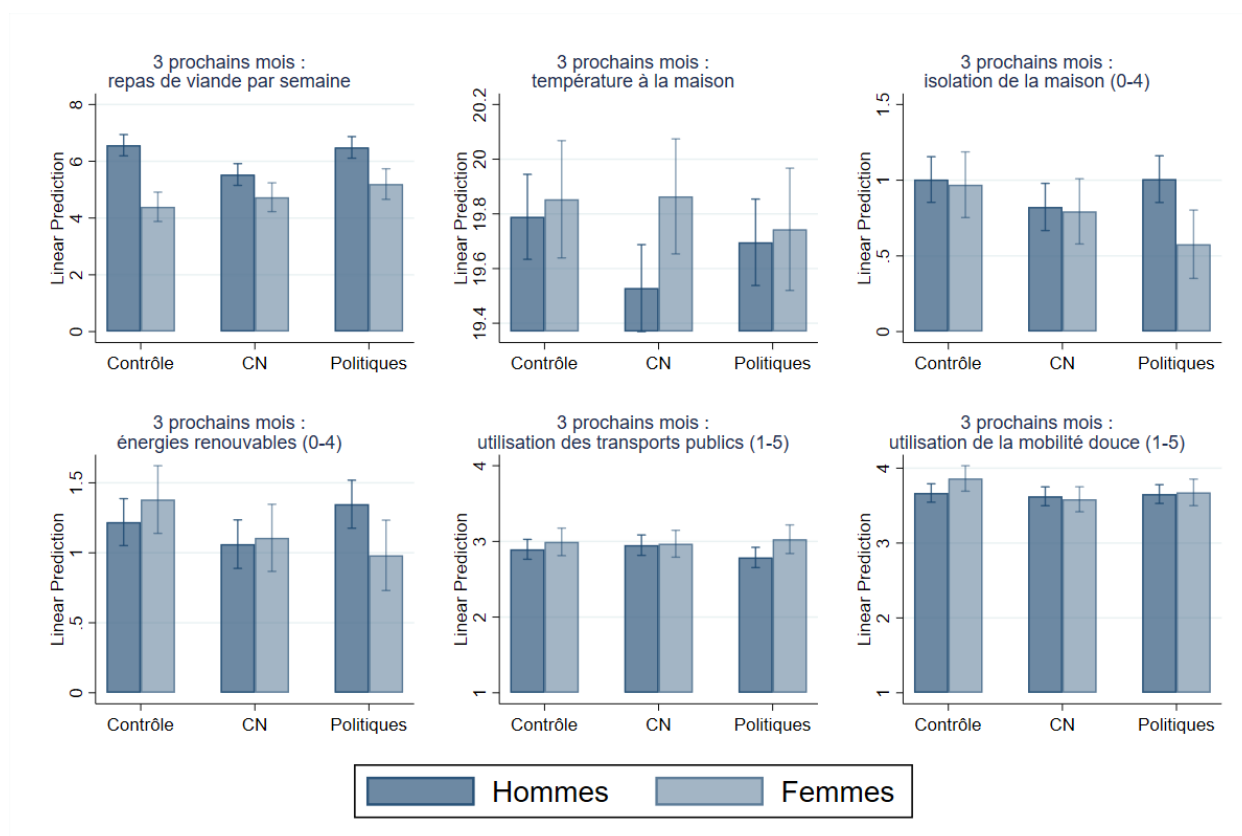 3 prochains mois :
repas de viande par semaine
Linear Prediction
8
6
4
2
0
Contrôle CN Politiques
3 prochains mois :
température à la maison
Linear Prediction
20.2
20
19.8
19.6
19.4
Contrôle CN Politiques
3 prochains mois :
isolation de la maison (0-4)
Linear Prediction
1.5
1
.5
0
Contrôle CN Politiques
3 prochains mois :
énergies renouvables (0-4)
Linear Prediction
1.5
1
.5
0
Contrôle CN Politiques
3 prochains mois :
utilisation des transports publics (1-5)
Linear Prediction
4
3
2
1
Contrôle CN Politiques
3 prochains mois :
utilisation de la mobilité douce (1-5)
Linear Prediction
4
3
2
1
Contrôle CN Politiques
Hommes Femmes